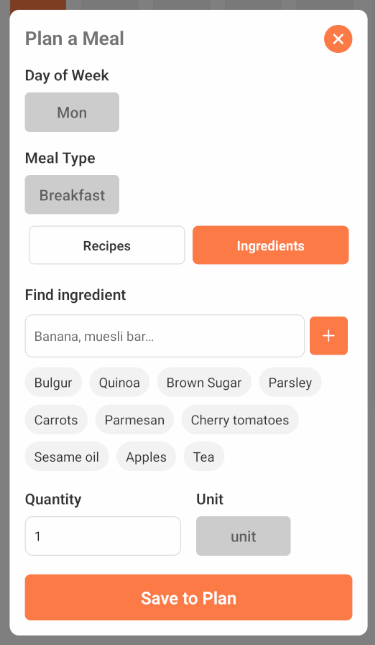 Plan a Meal
Day of Week
Mon
Meal Type
Breakfast
Recipes Ingredients
Find ingredient
Banana, muesli bar...
Bulgur Quinoa Brown Sugar Parsley
Carrots Parmesan Cherry tomatoes
Sesame oil Apples Tea
Quantity Unit
1 unit
Save to Plan